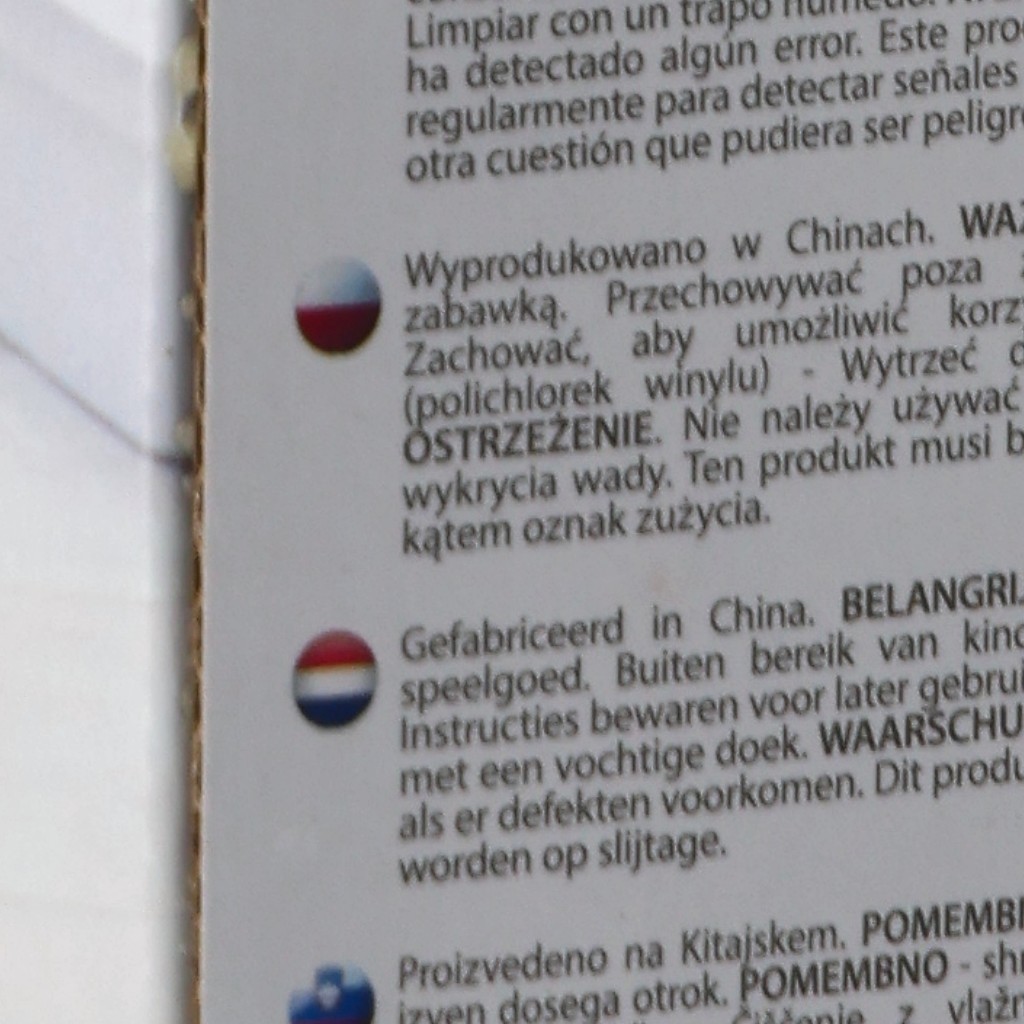 Limpiar con un trapo húmedo.
ha detectado algún error. Este
regularmente para detectar señales
otra cuestión que pudiera ser
Wyprodukowano w Chinach.
zabawką. Przechowywać poza
Zachować, aby umożliwić
(polichlorek winylu) - Wytrzeć
OSTRZEŻENIE. Nie należy używać
wykrycia wady. Ten produkt musi
kątem oznak zużycia.
Gefabriceerd in China.
speelgoed. Buiten bereik van
Instructies bewaren voor later
met een vochtige doek.
als er defekten voorkomen. Dit
worden op slijtage.
Proizvedeno na Kitajskem.
izven dosega otrok. POMEMBNO -
z